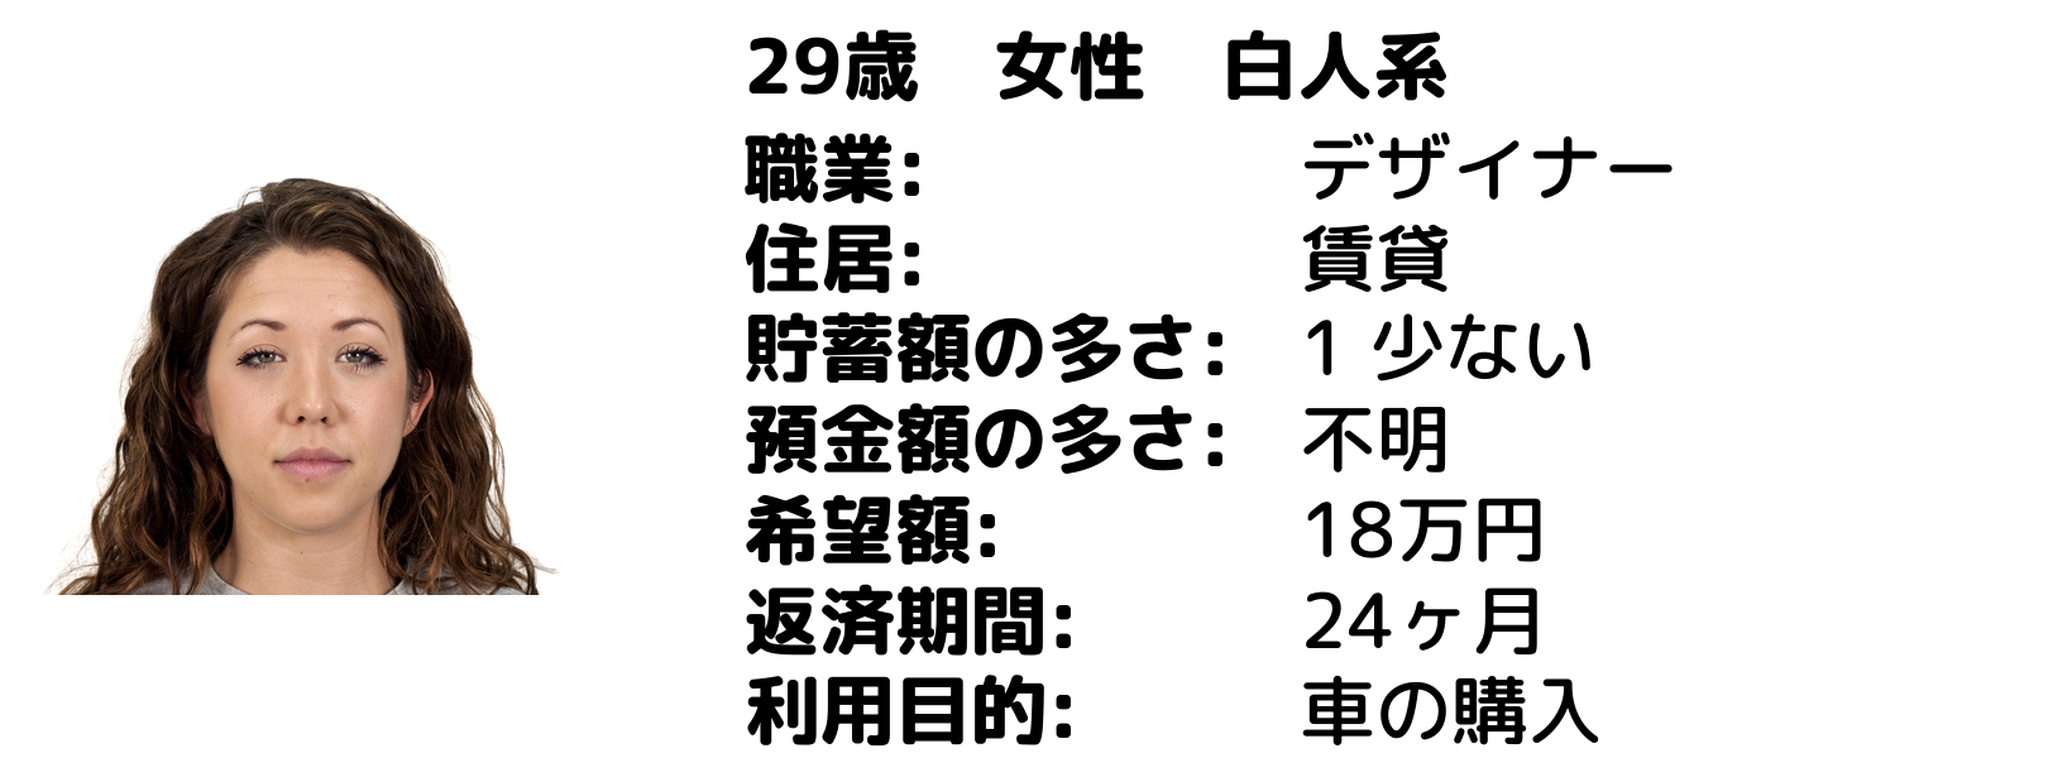 29歳　女性　白人系
職業: デザイナー
住居: 賃貸
貯蓄額の多さ: 1 少ない
預金額の多さ: 不明
希望額: 18万円
返済期間: 24ヶ月
利用目的: 車の購入